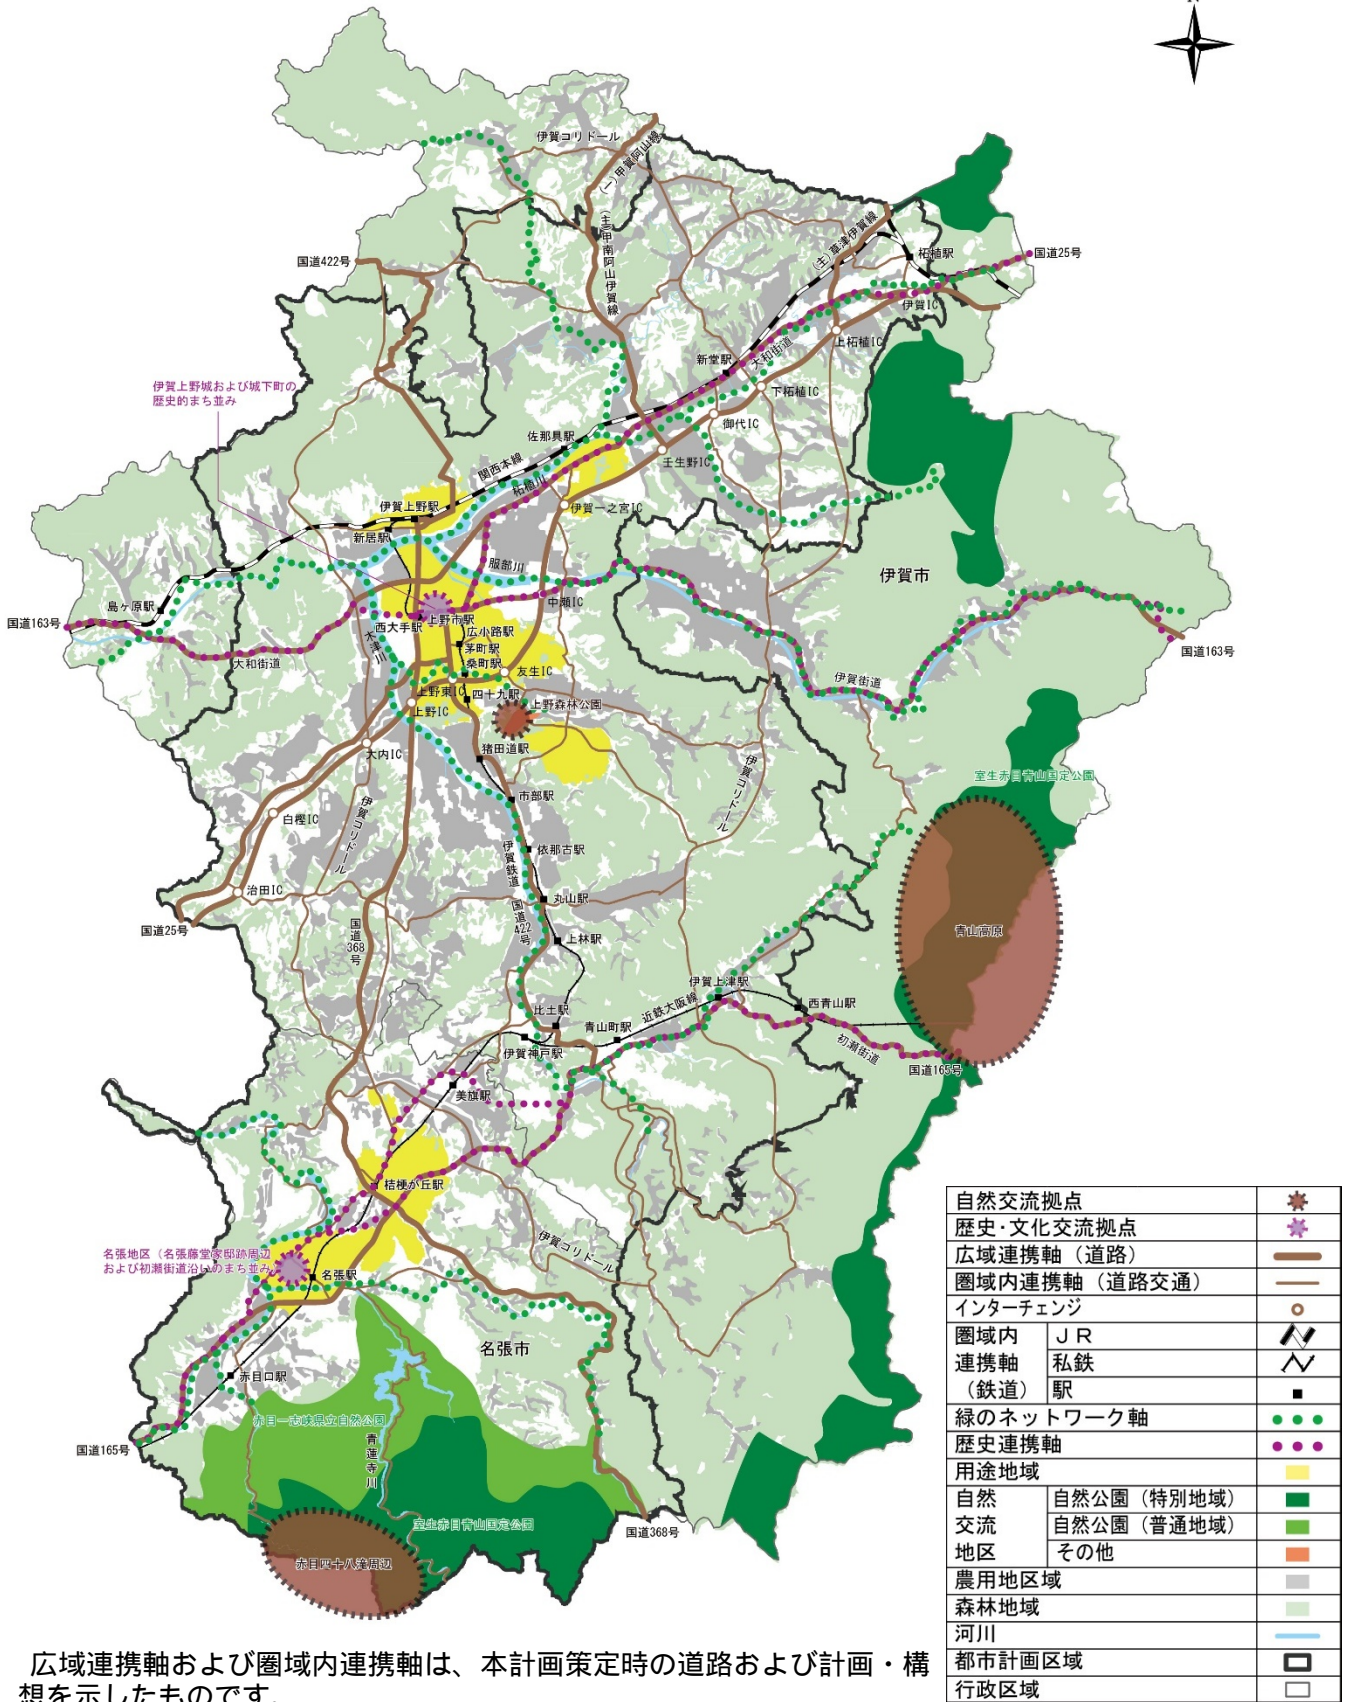 N
伊賀コリドール
(一)甲賀阿山線
(主)甲南阿山伊賀線
(主)草津伊賀線
柘植駅
国道25号
国道422号
伊賀IC
上柘植IC
新堂駅
大和街道
下柘植IC
伊賀上野城および城下町の
歴史的まち並み
御代IC
佐那具駅
壬生野IC
関西本線
柘植川
伊賀上野駅
伊賀一之宮IC
新居駅
服部川
伊賀市
島ヶ原駅
中瀬IC
国道163号
西大手駅
上野市駅
広小路駅
茅町駅
桑町駅
木津川
大和街道
友生IC
国道163号
伊賀街道
上野東IC
四十九駅
上野森林公園
上野IC
大内IC
猪田道駅
伊賀コリドール
室生赤目青山国定公園
市部駅
伊賀コリドール
白樫IC
依那古駅
伊賀鉄道
治田IC
丸山駅
国道25号
国道368号
国道422号
上林駅
青山高原
伊賀上津駅
西青山駅
近鉄大阪線
比土駅
青山町駅
伊賀神戸駅
初瀬街道
国道165号
美旗駅
桔梗が丘駅
伊賀コリドール
名張地区（名張藤堂家邸跡周辺
および初瀬街道沿いのまち並み）
名張駅
名張市
赤目口駅
赤目一志峡県立自然公園
国道165号
青蓮寺川
室生赤目青山国定公園
国道368号
赤目四十八滝周辺
自然交流拠点
歴史・文化交流拠点
広域連携軸（道路）
圏域内連携軸（道路交通）
インターチェンジ
圏域内 ＪＲ
連携軸 私鉄
（鉄道） 駅
緑のネットワーク軸
歴史連携軸
用途地域
自然 自然公園（特別地域）
交流 自然公園（普通地域）
地区 その他
農用地区域
森林地域
河川
都市計画区域
行政区域
広域連携軸および圏域内連携軸は、本計画策定時の道路および計画・構
想を示したものです。